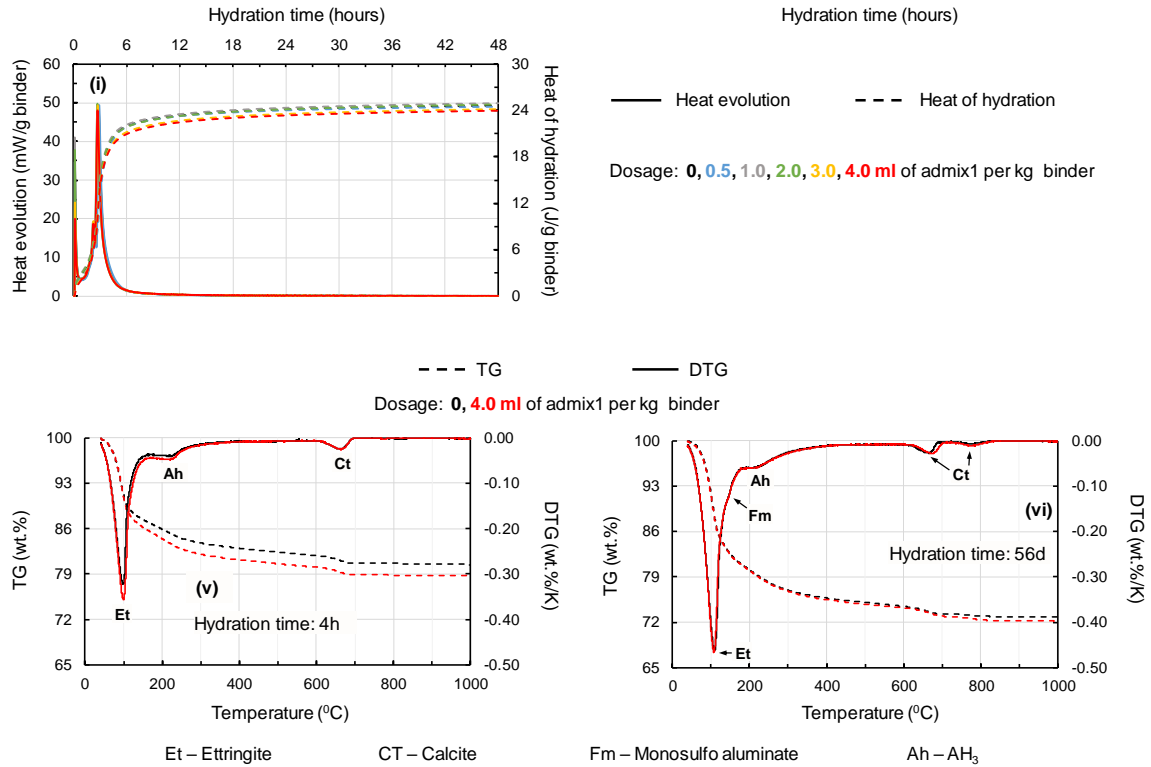 Hydration time (hours)
Hydration time (hours)
0 6 12 18 24 30 36 42 48
Heat evolution (mW/g binder)
60
50
40
30
20
10
0
(i)
30
24
18
12
6
0
Heat of hydration (J/g binder)
Heat evolution
Heat of hydration
Dosage: 0, 0.5, 1.0, 2.0, 3.0, 4.0 ml of admix1 per kg binder
TG
DTG
Dosage: 0, 4.0 ml of admix1 per kg binder
TG (wt.%)
100
93
86
79
72
65
Ah
Ct
Et
(v)
Hydration time: 4h
0.00
-0.10
-0.20
-0.30
-0.40
-0.50
DTG (wt.%/K)
0 200 400 600 800 1000
Temperature (⁰C)
TG (wt.%)
100
93
86
79
72
65
Ah
Fm
Ct
Et
(vi)
Hydration time: 56d
0.00
-0.10
-0.20
-0.30
-0.40
-0.50
DTG (wt.%/K)
0 200 400 600 800 1000
Temperature (⁰C)
Et – Ettringite
CT – Calcite
Fm – Monosulfo aluminate
Ah – AH₃